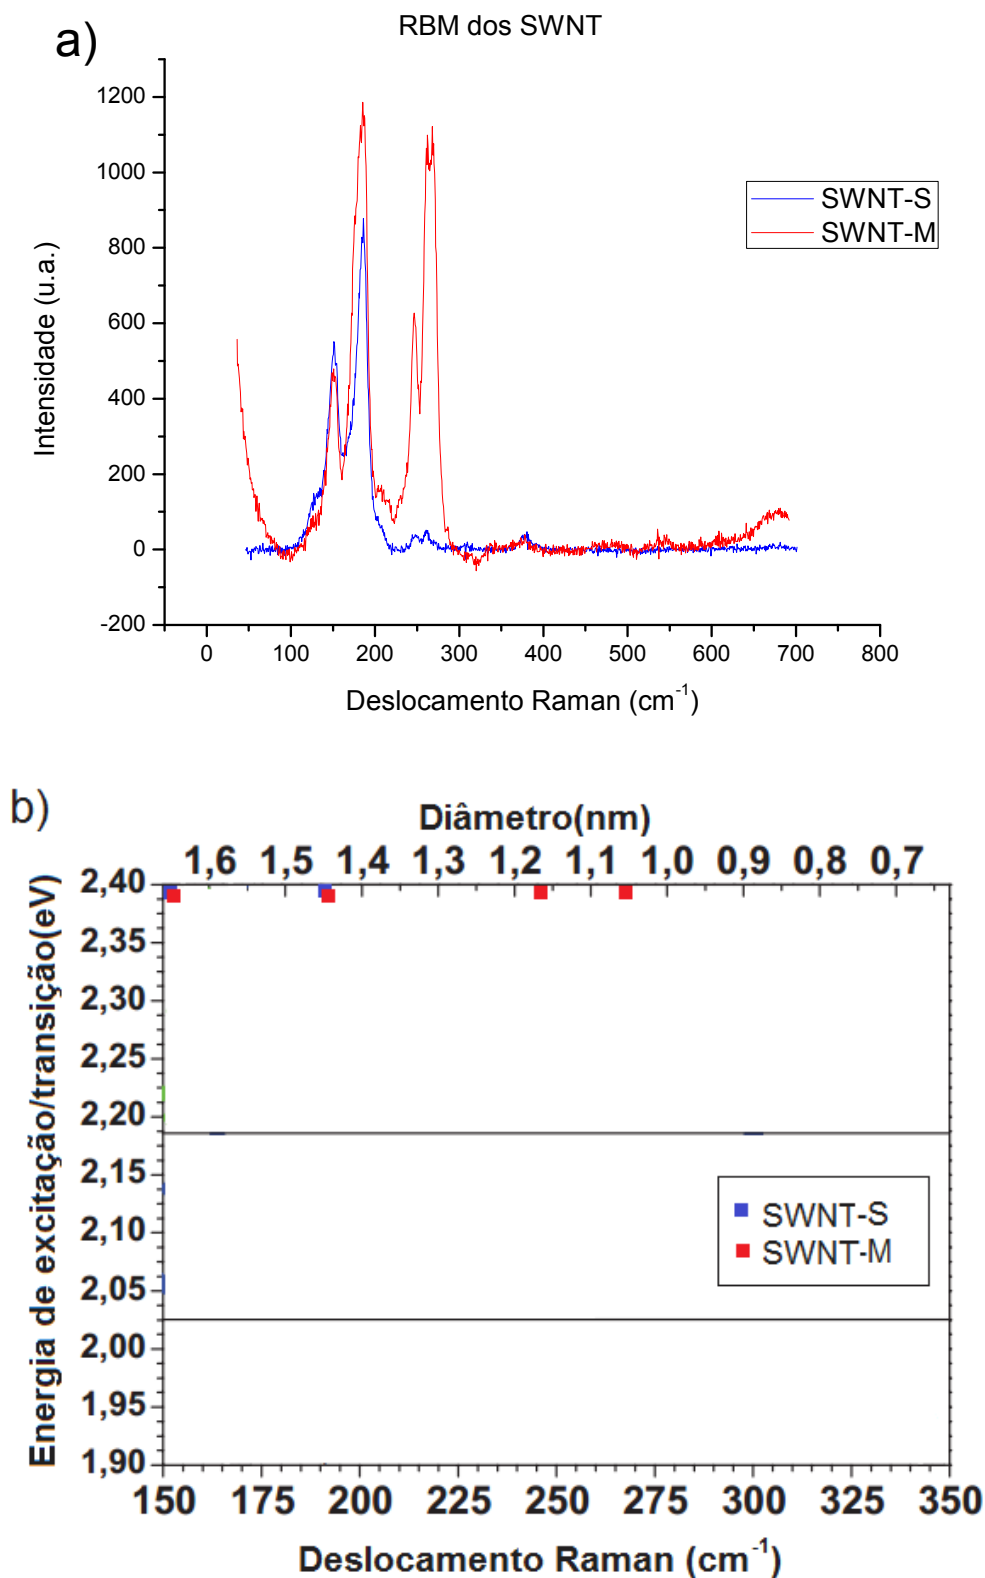 a)
RBM dos SWNT
1200
1000
800
600
400
200
0
-200
Intensidade (u.a.)
SWNT-S
SWNT-M
0 100 200 300 400 500 600 700 800
Deslocamento Raman (cm-1)
b)
Diâmetro(nm)
1,6 1,5 1,4 1,3 1,2 1,1 1,0 0,9 0,8 0,7
2,40
2,35
2,30
2,25
2,20
2,15
2,10
2,05
2,00
1,95
1,90
Energia de excitação/transição(eV)
SWNT-S
SWNT-M
150 175 200 225 250 275 300 325 350
Deslocamento Raman (cm-1)